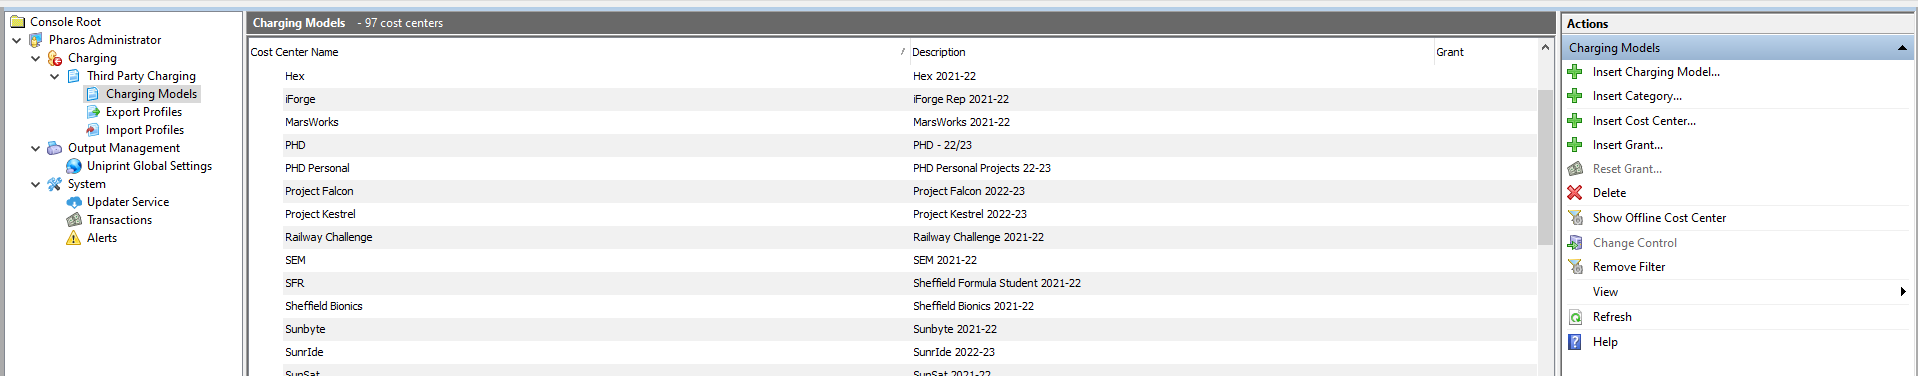 Console Root
Pharos Administrator
Charging
Third Party Charging
Charging Models
Export Profiles
Import Profiles
Output Management
Uniprint Global Settings
System
Updater Service
Transactions
Alerts
Charging Models - 97 cost centers
Cost Center Name Description Grant
Hex Hex 2021-22
iForge iForge Rep 2021-22
MarsWorks MarsWorks 2021-22
PHD PHD - 22/23
PHD Personal PHD Personal Projects 22-23
Project Falcon Project Falcon 2022-23
Project Kestrel Project Kestrel 2022-23
Railway Challenge Railway Challenge 2021-22
SEM SEM 2021-22
SFR Sheffield Formula Student 2021-22
Sheffield Bionics Sheffield Bionics 2021-22
Sunbyte Sunbyte 2021-22
SunrIde SunrIde 2022-23
SunSat SunSat 2021-22
Actions
Charging Models
Insert Charging Model...
Insert Category...
Insert Cost Center...
Insert Grant...
Reset Grant...
Delete
Show Offline Cost Center
Change Control
Remove Filter
View
Refresh
Help